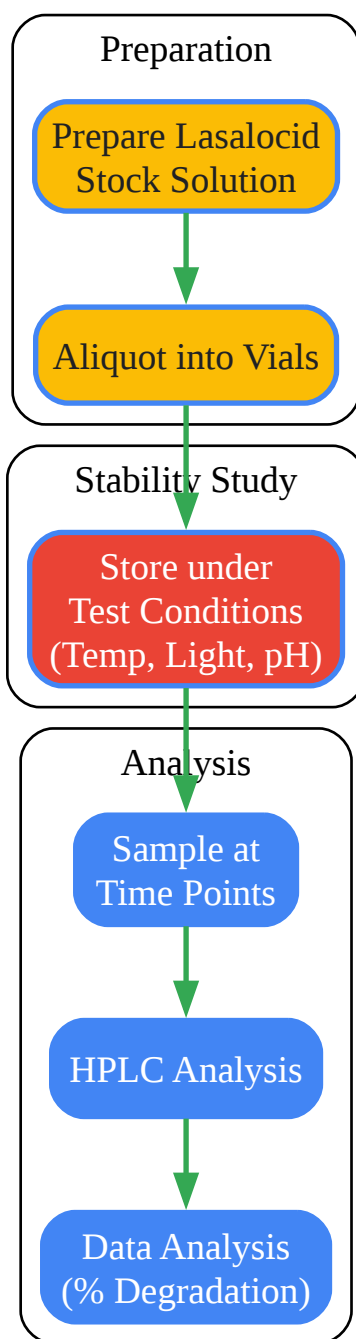 Preparation
Prepare Lasalocid
Stock Solution
Aliquot into Vials
Stability Study
Store under
Test Conditions
(Temp, Light, pH)
Analysis
Sample at
Time Points
HPLC Analysis
Data Analysis
(% Degradation)